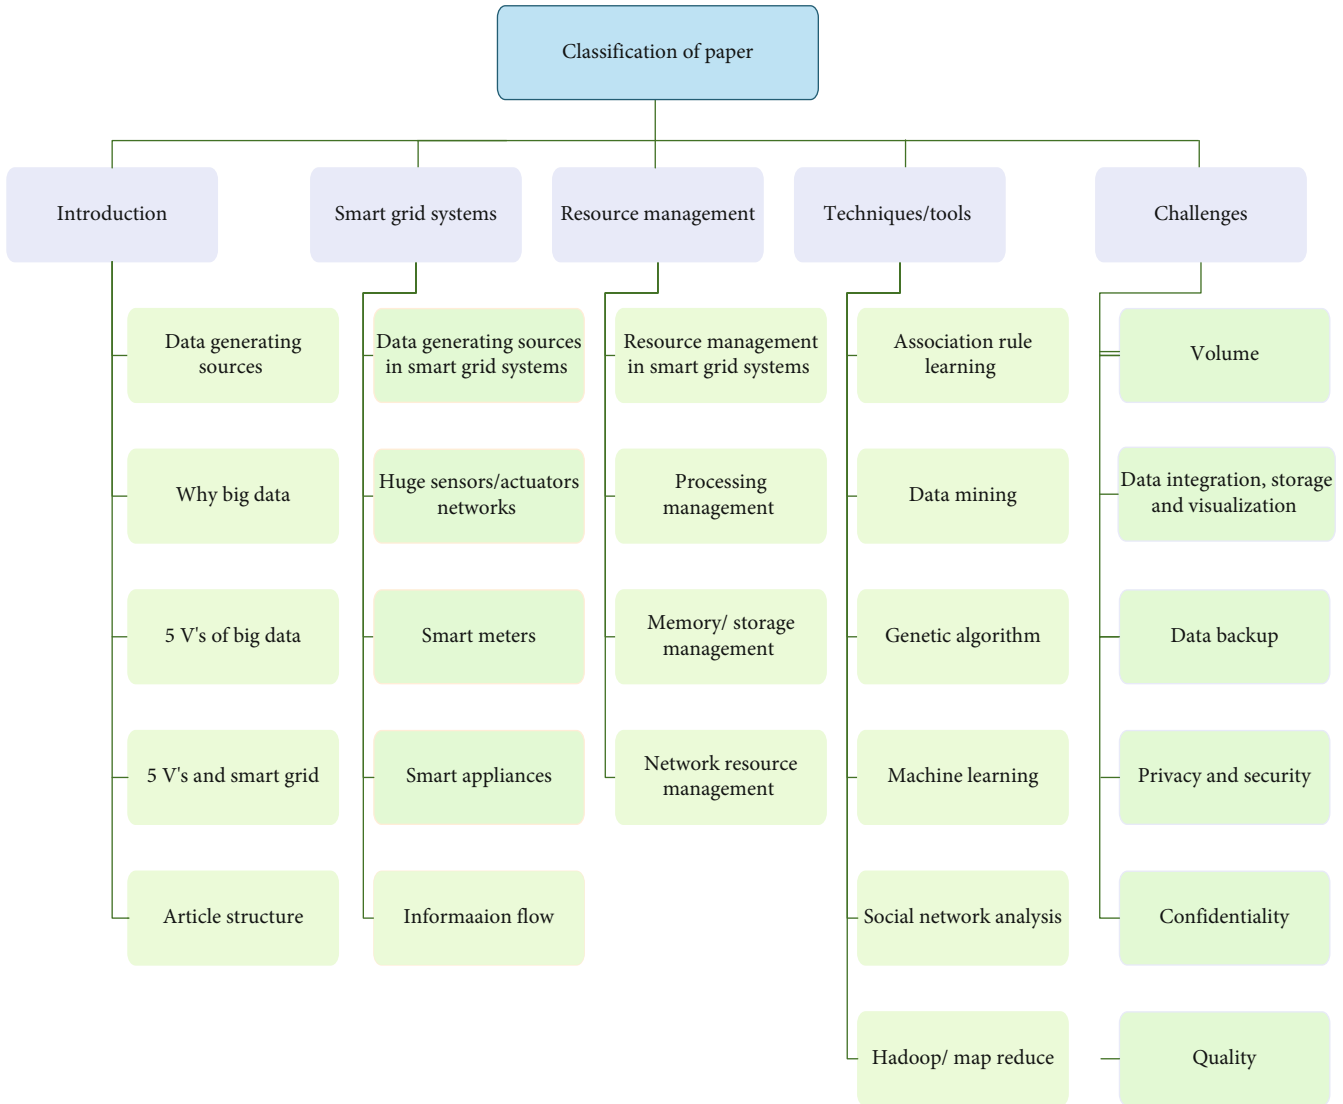 Classification of paper
Introduction
Smart grid systems
Resource management
Techniques/tools
Challenges
Data generating
sources
Why big data
5 V's of big data
5 V's and smart grid
Article structure
Data generating sources
in smart grid systems
Huge sensors/actuators
networks
Smart meters
Smart appliances
Informaaion flow
Resource management
in smart grid systems
Processing
management
Memory/ storage
management
Network resource
management
Association rule
learning
Data mining
Genetic algorithm
Machine learning
Social network analysis
Hadoop/ map reduce
Volume
Data integration, storage
and visualization
Data backup
Privacy and security
Confidentiality
Quality